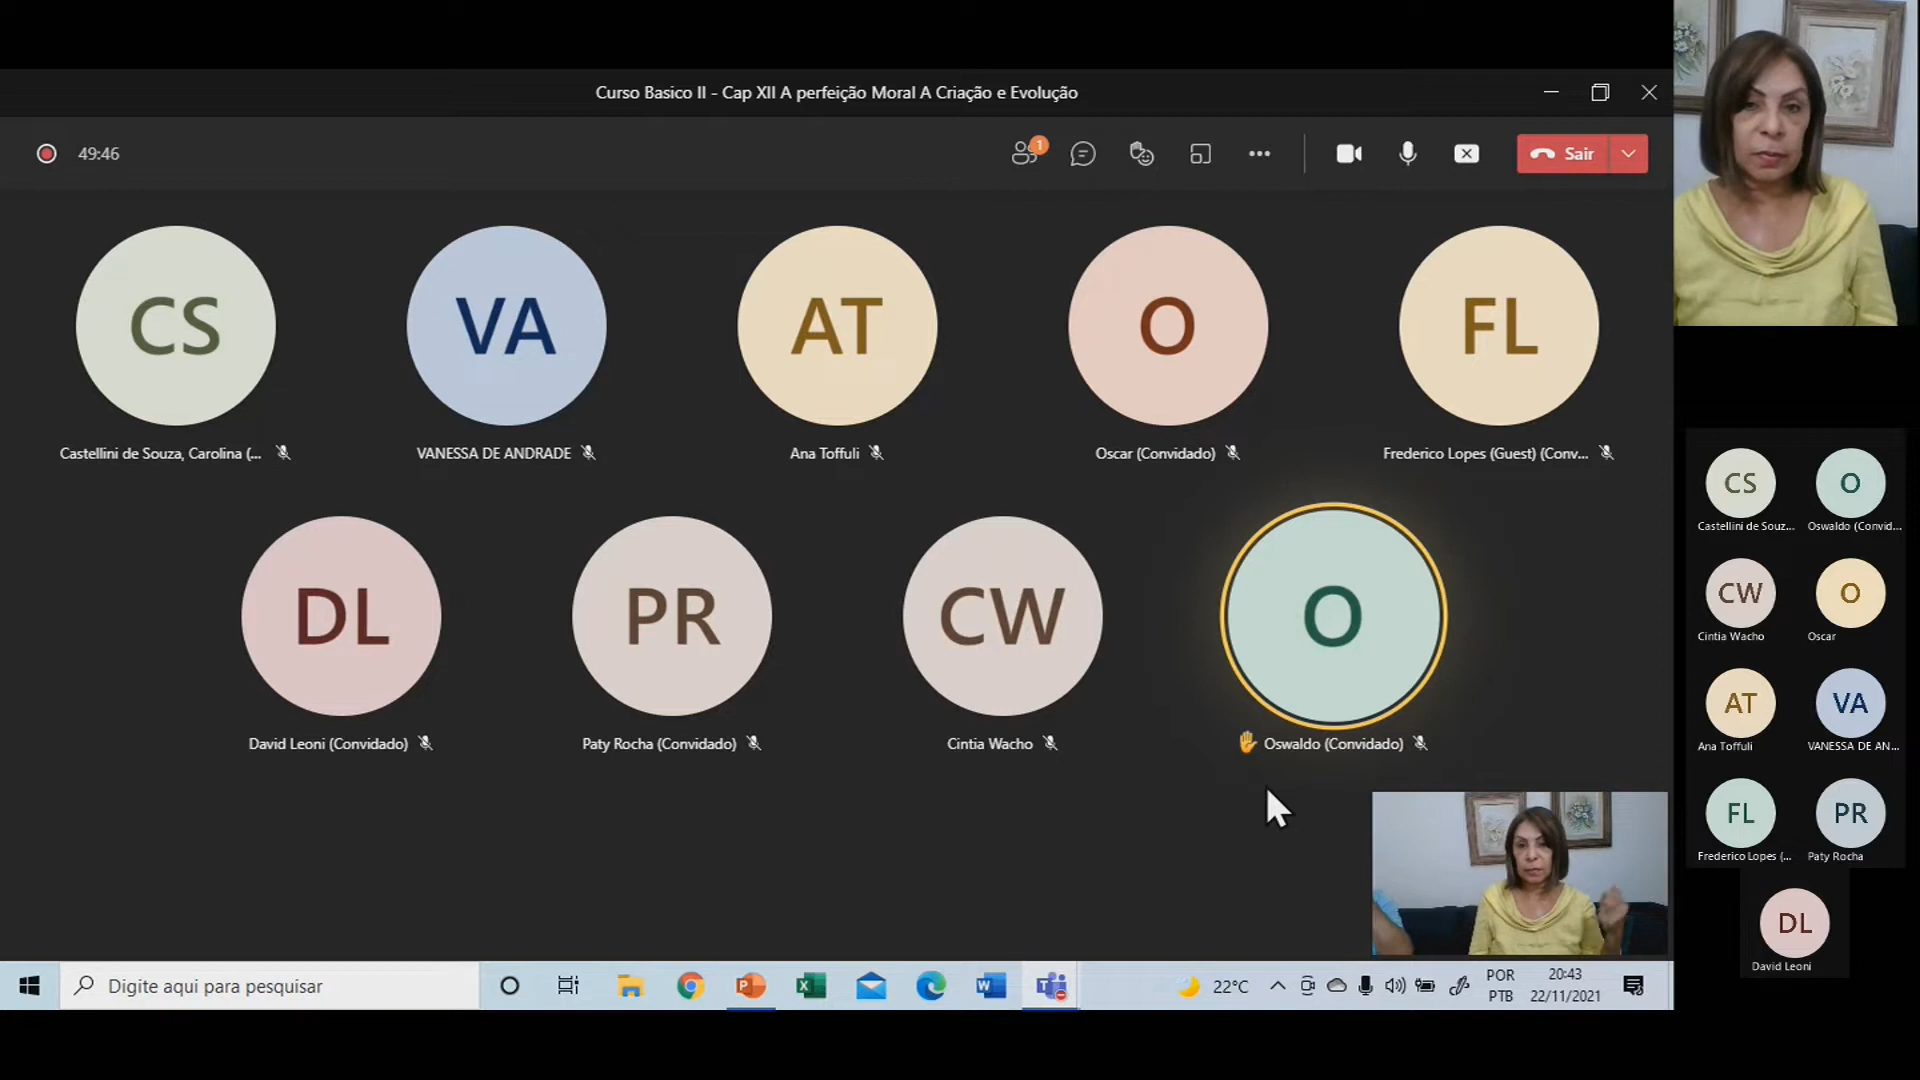 Curso Basico II - Cap XII A perfeição Moral A Criação e Evolução
49:46
1
Sair
CS
VA
AT
O
FL
Castellini de Souza, Carolina (...
VANESSA DE ANDRADE
Ana Toffuli
Oscar (Convidado)
Frederico Lopes (Guest) (Conv...
DL
PR
CW
O
David Leoni (Convidado)
Paty Rocha (Convidado)
Cintia Wacho
Oswaldo (Convidado)
CS
O
Castellini de Souz...
Oswaldo (Convid...
CW
O
Cintia Wacho
Oscar
AT
VA
Ana Toffuli
VANESSA DE AN...
FL
PR
Frederico Lopes (...
Paty Rocha
DL
David Leoni
Digite aqui para pesquisar
22°C
POR
PTB
20:43
22/11/2021